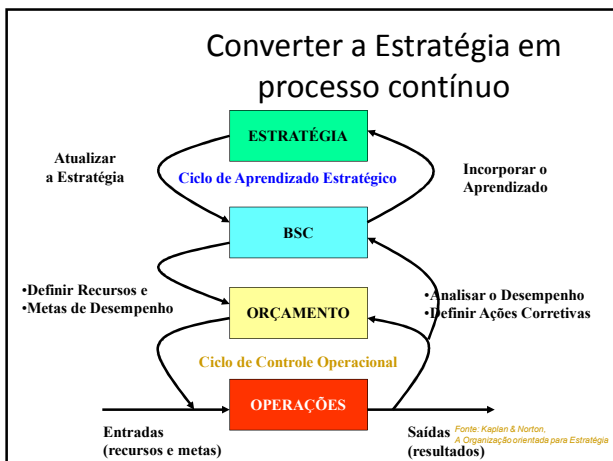 Converter a Estratégia em
processo contínuo
ESTRATÉGIA
Atualizar
a Estratégia
Ciclo de Aprendizado Estratégico
Incorporar o
Aprendizado
BSC
•Definir Recursos e
•Metas de Desempenho
ORÇAMENTO
•Analisar o Desempenho
•Definir Ações Corretivas
Ciclo de Controle Operacional
OPERAÇÕES
Entradas
(recursos e metas)
Saídas
(resultados)
Fonte: Kaplan & Norton,
A Organização orientada para Estratégia